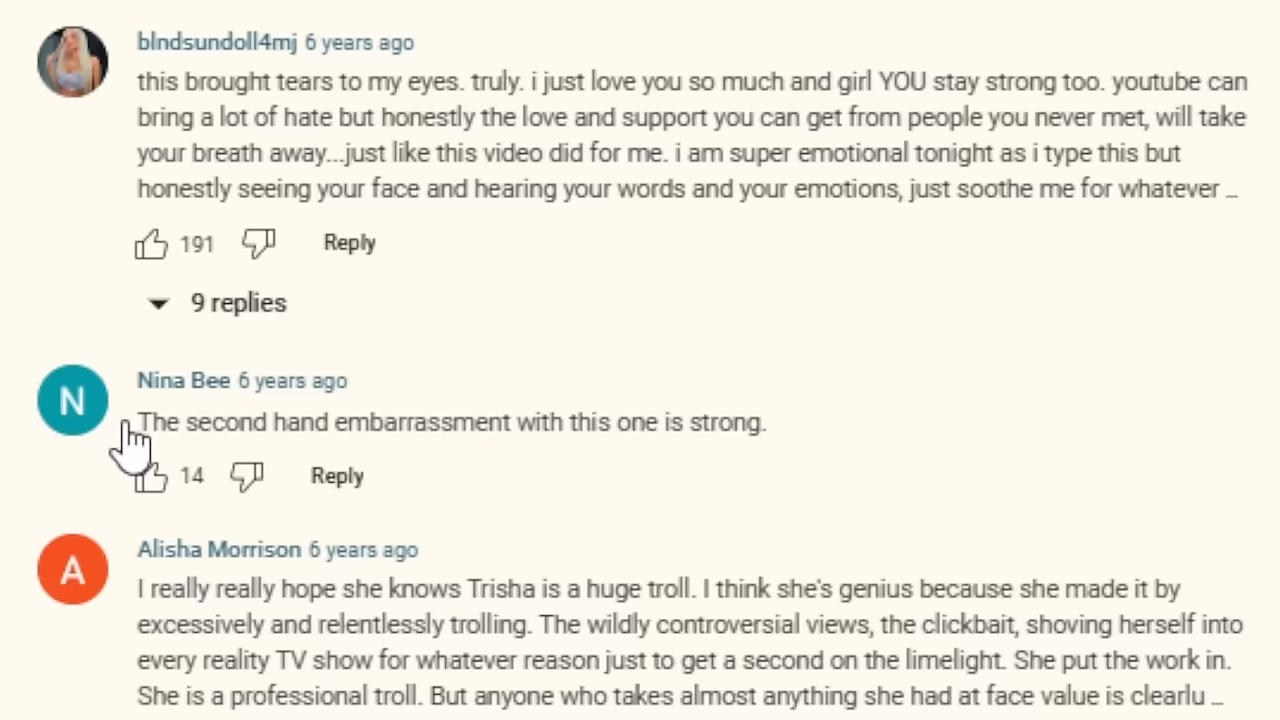 blndsundoll4mj 6 years ago
this brought tears to my eyes. truly. i just love you so much and girl YOU stay strong too. youtube can
bring a lot of hate but honestly the love and support you can get from people you never met, will take
your breath away...just like this video did for me. i am super emotional tonight as i type this but
honestly seeing your face and hearing your words and your emotions, just soothe me for whatever ...
191 Reply
9 replies
N
Nina Bee 6 years ago
The second hand embarrassment with this one is strong.
14 Reply
A
Alisha Morrison 6 years ago
I really really hope she knows Trisha is a huge troll. I think she's genius because she made it by
excessively and relentlessly trolling. The wildly controversial views, the clickbait, shoving herself into
every reality TV show for whatever reason just to get a second on the limelight. She put the work in.
She is a professional troll. But anyone who takes almost anything she had at face value is clearlu ...